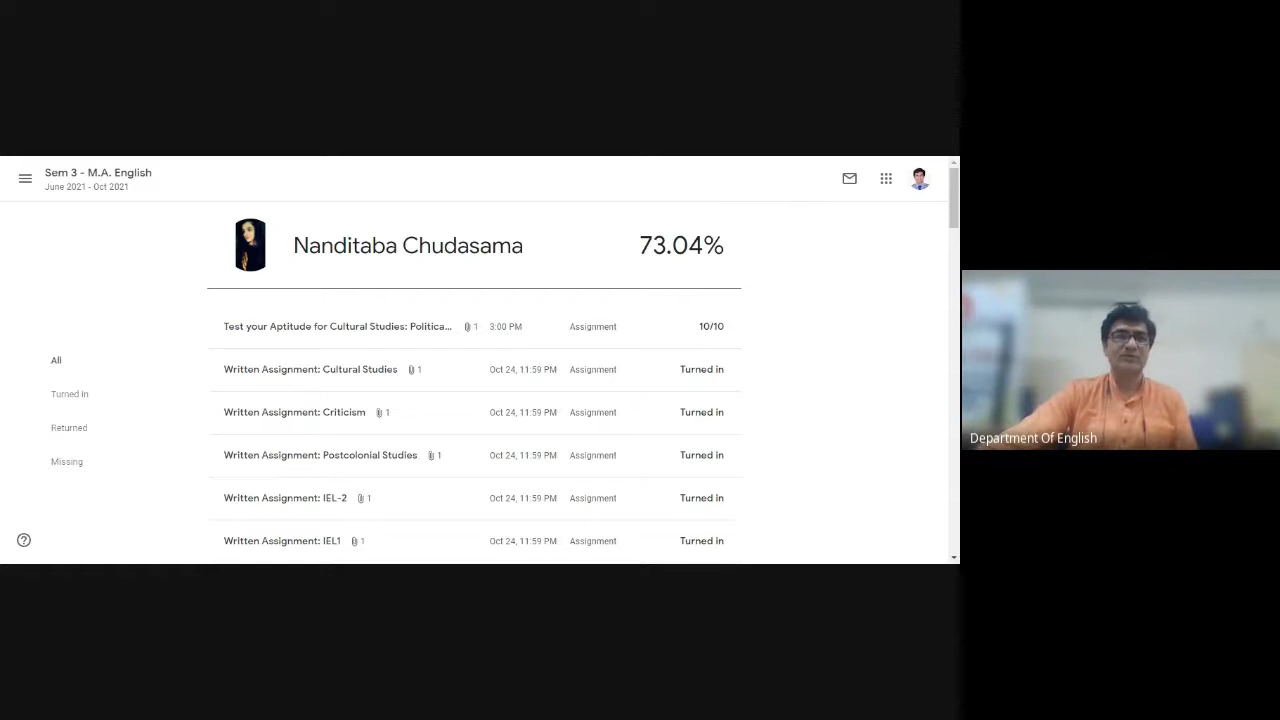 Sem 3 - M.A. English
June 2021 - Oct 2021
Nanditaba Chudasama 73.04%
Test your Aptitude for Cultural Studies: Politica... 1 3:00 PM Assignment 10/10
All
Written Assignment: Cultural Studies 1 Oct 24, 11:59 PM Assignment Turned in
Turned in
Written Assignment: Criticism 1 Oct 24, 11:59 PM Assignment Turned in
Returned
Written Assignment: Postcolonial Studies 1 Oct 24, 11:59 PM Assignment Turned in
Missing
Written Assignment: IEL-2 1 Oct 24, 11:59 PM Assignment Turned in
Written Assignment: IEL1 1 Oct 24, 11:59 PM Assignment Turned in
Department Of English